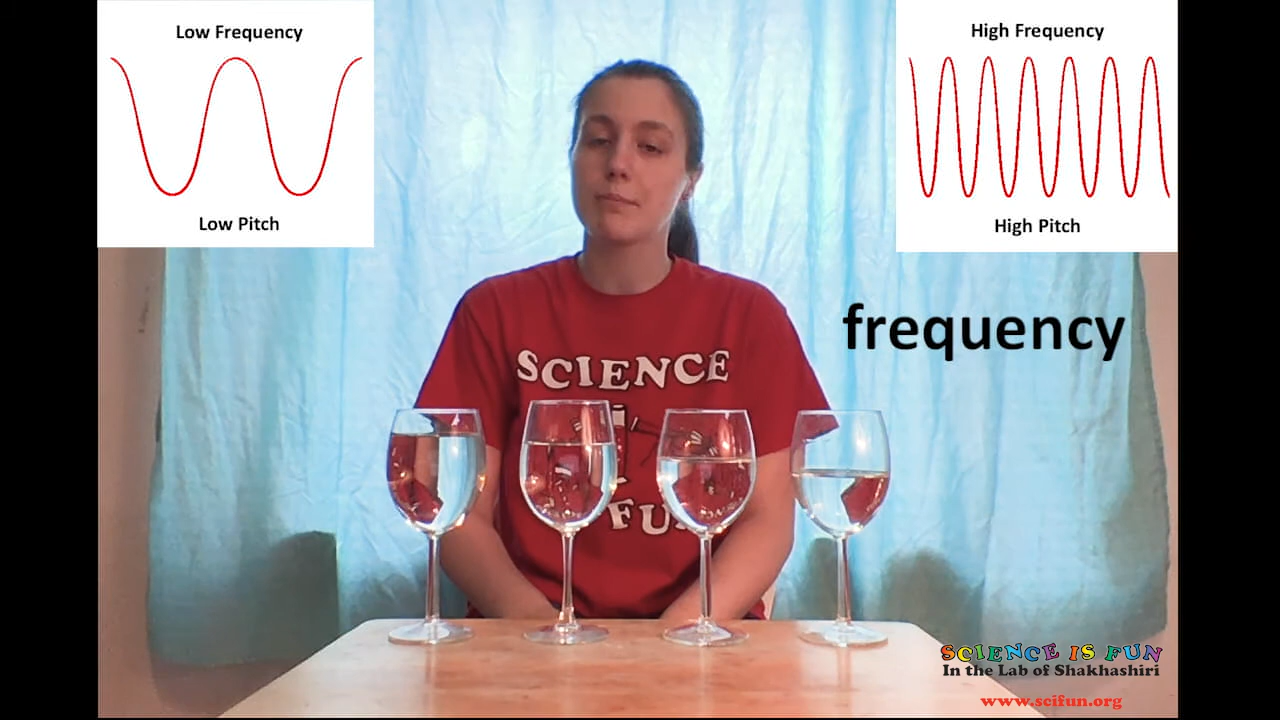 Low Frequency
Low Pitch
High Frequency
High Pitch
frequency
SCIENCE
FU
SCIENCE IS FUN
In the Lab of Shakhashiri
www.scifun.org